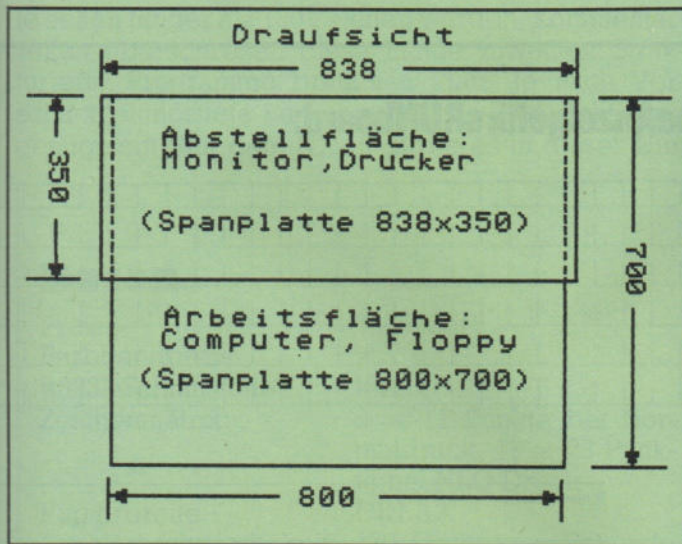 Draufsicht
838
350
Abstellfläche:
Monitor,Drucker
(Spanplatte 838x350)
700
Arbeitsfläche:
Computer, Floppy
(Spanplatte 800x700)
800